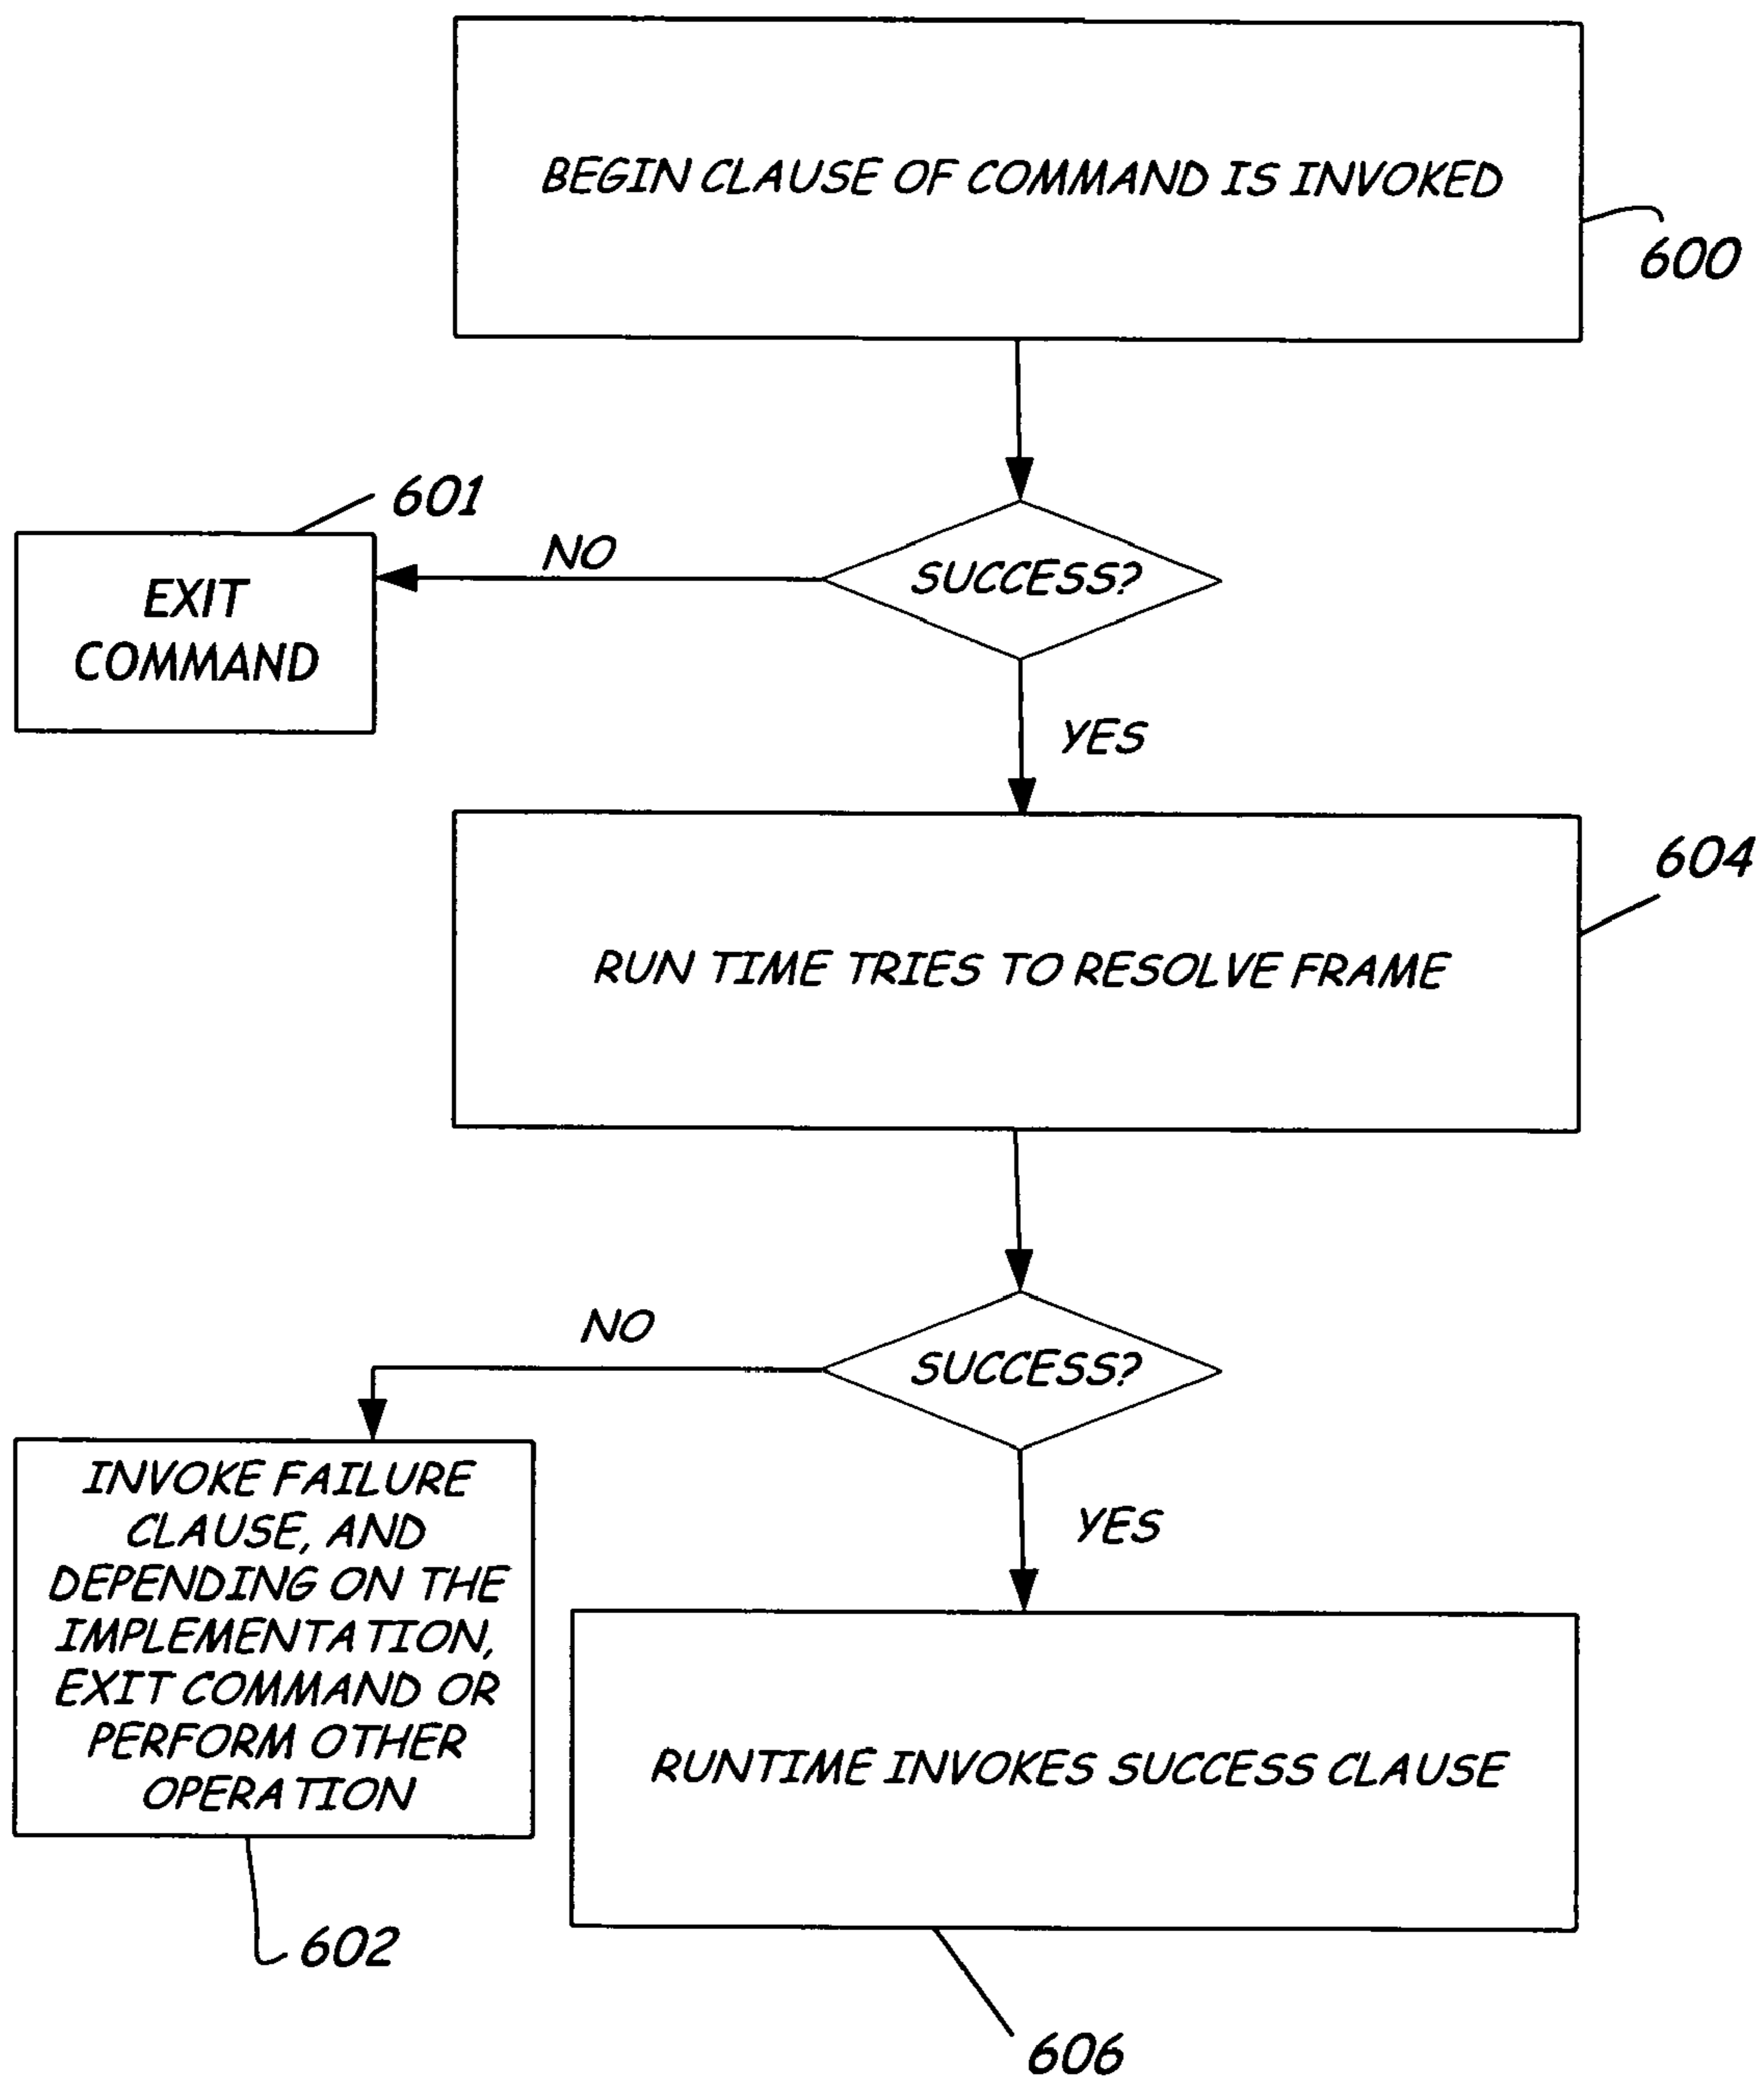 BEGIN CLAUSE OF COMMAND IS INVOKED
600
601
NO
SUCCESS?
EXIT
COMMAND
YES
604
RUN TIME TRIES TO RESOLVE FRAME
NO
SUCCESS?
INVOKE FAILURE
CLAUSE, AND
DEPENDING ON THE
IMPLEMENTATION,
EXIT COMMAND OR
PERFORM OTHER
OPERATION
YES
RUNTIME INVOKES SUCCESS CLAUSE
602
606